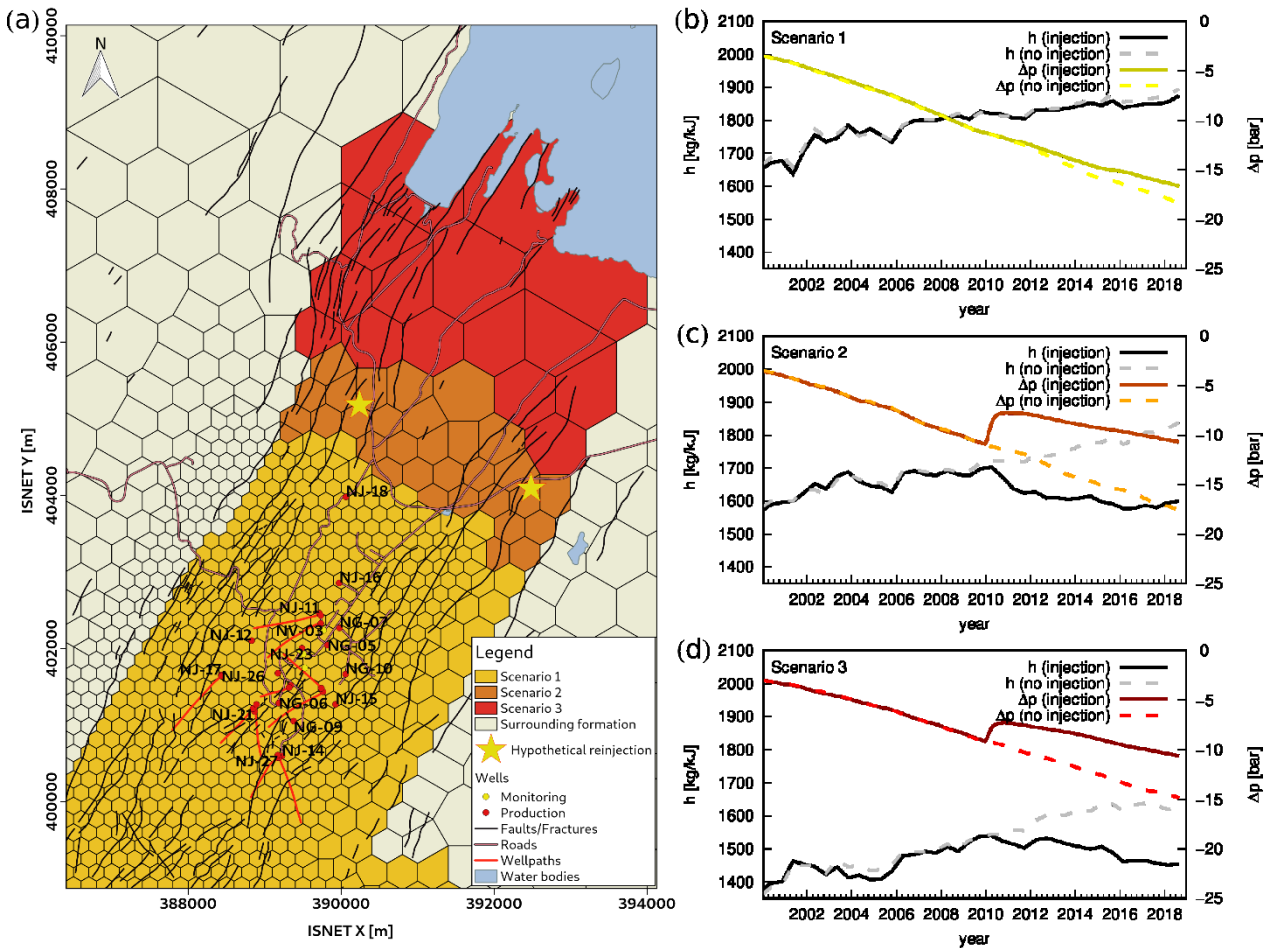 (a)
N
ISNET Y [m]
410000
408000
406000
404000
402000
400000
388000
390000
392000
394000
ISNET X [m]
NJ-18
NJ-16
NJ-11
NG-07
NJ-12
NV-03
NG-05
NJ-23
NG-10
NJ-17
NJ-26
NG-06
NJ-15
NJ-21
NG-09
NJ-14
NJ-27
Legend
Scenario 1
Scenario 2
Scenario 3
Surrounding formation
Hypothetical reinjection
Wells
Monitoring
Production
Faults/Fractures
Roads
Wellpaths
Water bodies
(b)
Scenario 1
h (injection)
h (no injection)
Δp (injection)
Δp (no injection)
h [kg/kJ]
2100
2000
1900
1800
1700
1600
1500
1400
0
−5
−10
−15
−20
−25
Δp [bar]
2002 2004 2006 2008 2010 2012 2014 2016 2018
year
(c)
Scenario 2
h (injection)
h (no injection)
Δp (injection)
Δp (no injection)
h [kg/kJ]
2100
2000
1900
1800
1700
1600
1500
1400
0
−5
−10
−15
−20
−25
Δp [bar]
2002 2004 2006 2008 2010 2012 2014 2016 2018
year
(d)
Scenario 3
h (injection)
h (no injection)
Δp (injection)
Δp (no injection)
h [kg/kJ]
2100
2000
1900
1800
1700
1600
1500
1400
0
−5
−10
−15
−20
−25
Δp [bar]
2002 2004 2006 2008 2010 2012 2014 2016 2018
year